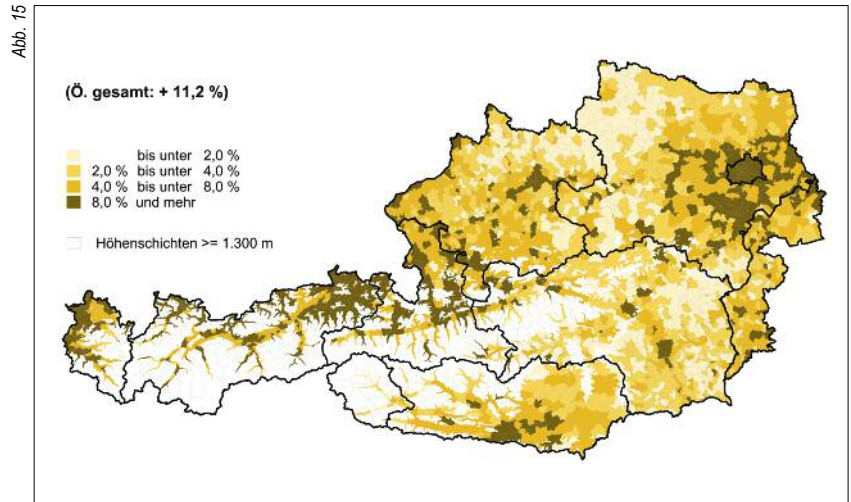 Abb. 15
(Ö. gesamt: + 11,2 %)
bis unter 2,0 %
2,0 % bis unter 4,0 %
4,0 % bis unter 8,0 %
8,0 % und mehr
Höhenschichten >= 1.300 m